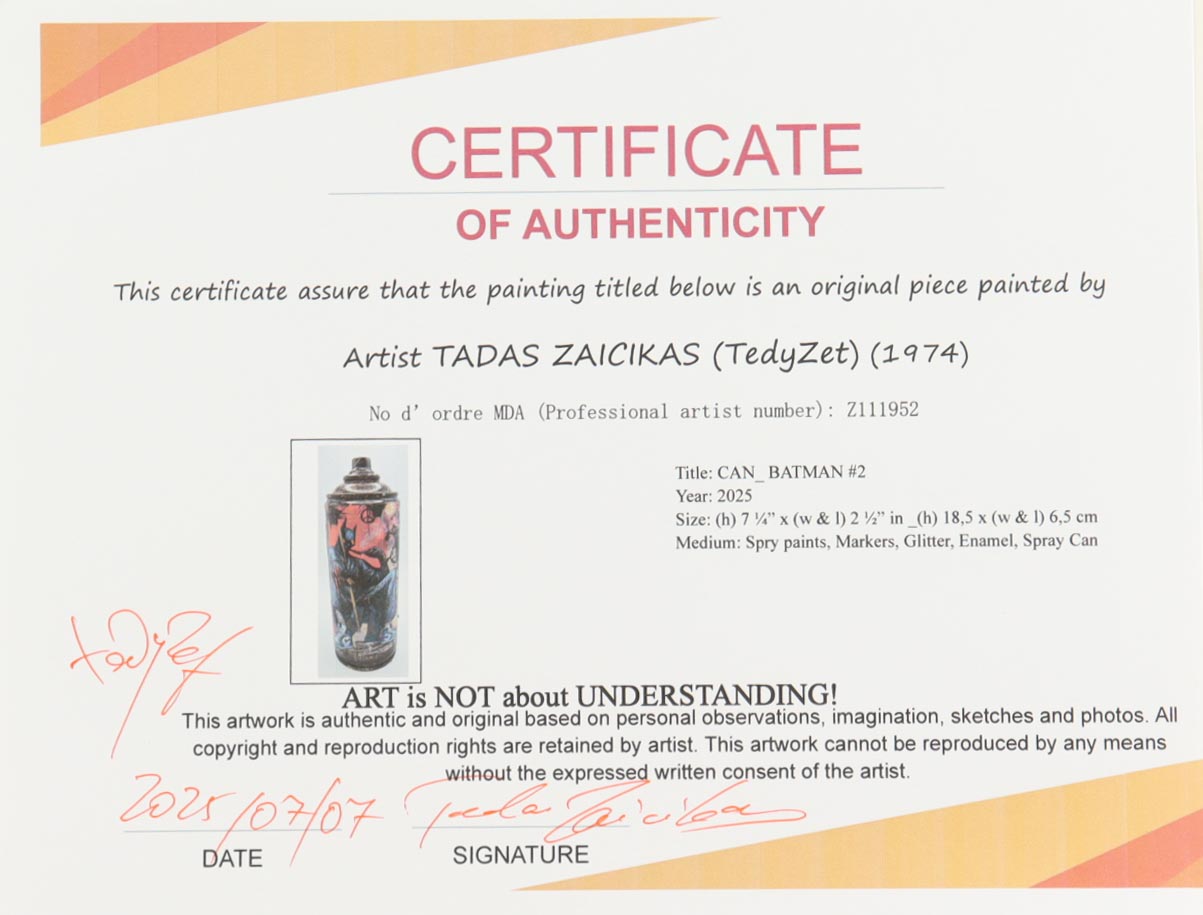 CERTIFICATE
OF AUTHENTICITY
This certificate assure that the painting titled below is an original piece painted by
Artist TADAS ZAICIKAS (TedyZet) (1974)
No d' ordre MDA (Professional artist number): Z111952
Title: CAN_ BATMAN #2
Year: 2025
Size: (h) 7 ¼” x (w & l) 2 ½” in _(h) 18,5 x (w & l) 6,5 cm
Medium: Spry paints, Markers, Glitter, Enamel, Spray Can
tedyZet
ART is NOT about UNDERSTANDING!
This artwork is authentic and original based on personal observations, imagination, sketches and photos. All
copyright and reproduction rights are retained by artist. This artwork cannot be reproduced by any means
without the expressed written consent of the artist.
2025/07/07 Tadas Zaicikas
DATE SIGNATURE